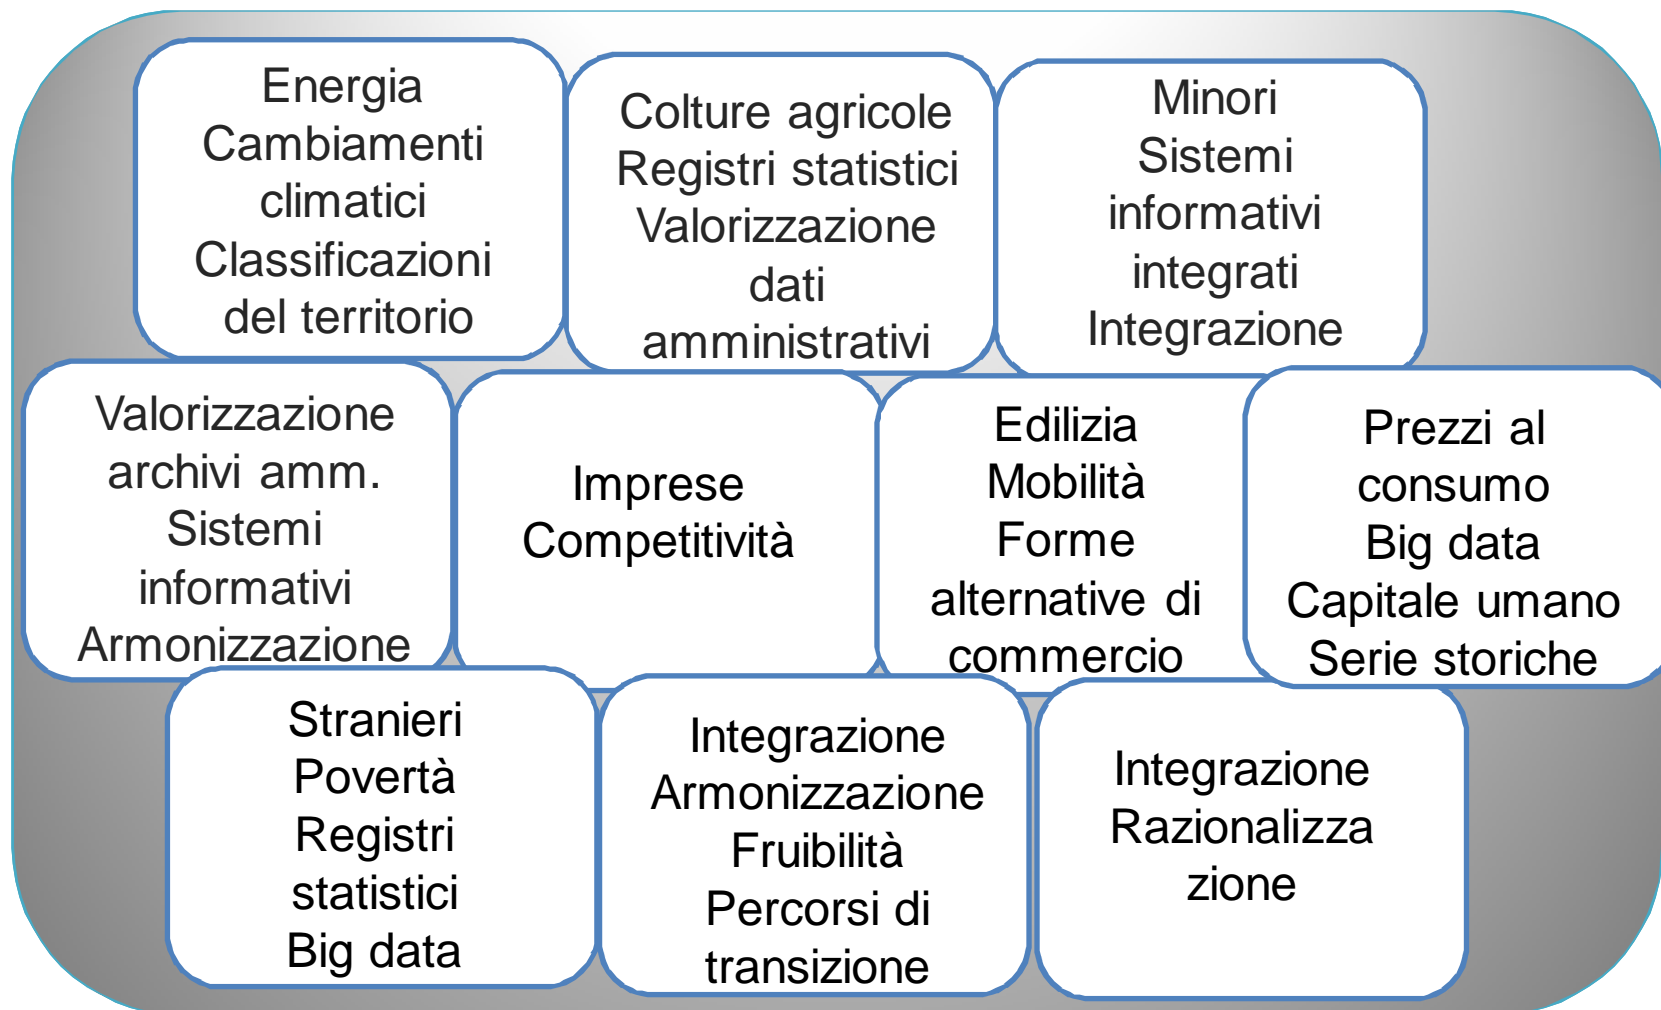 Energia
Cambiamenti
climatici
Classificazioni
del territorio
Colture agricole
Registri statistici
Valorizzazione
dati
amministrativi
Minori
Sistemi
informativi
integrati
Integrazione
Valorizzazione
archivi amm.
Sistemi
informativi
Armonizzazione
Imprese
Competitività
Edilizia
Mobilità
Forme
alternative di
commercio
Prezzi al
consumo
Big data
Capitale umano
Serie storiche
Stranieri
Povertà
Registri
statistici
Big data
Integrazione
Armonizzazione
Fruibilità
Percorsi di
transizione
Integrazione
Razionalizza
zione